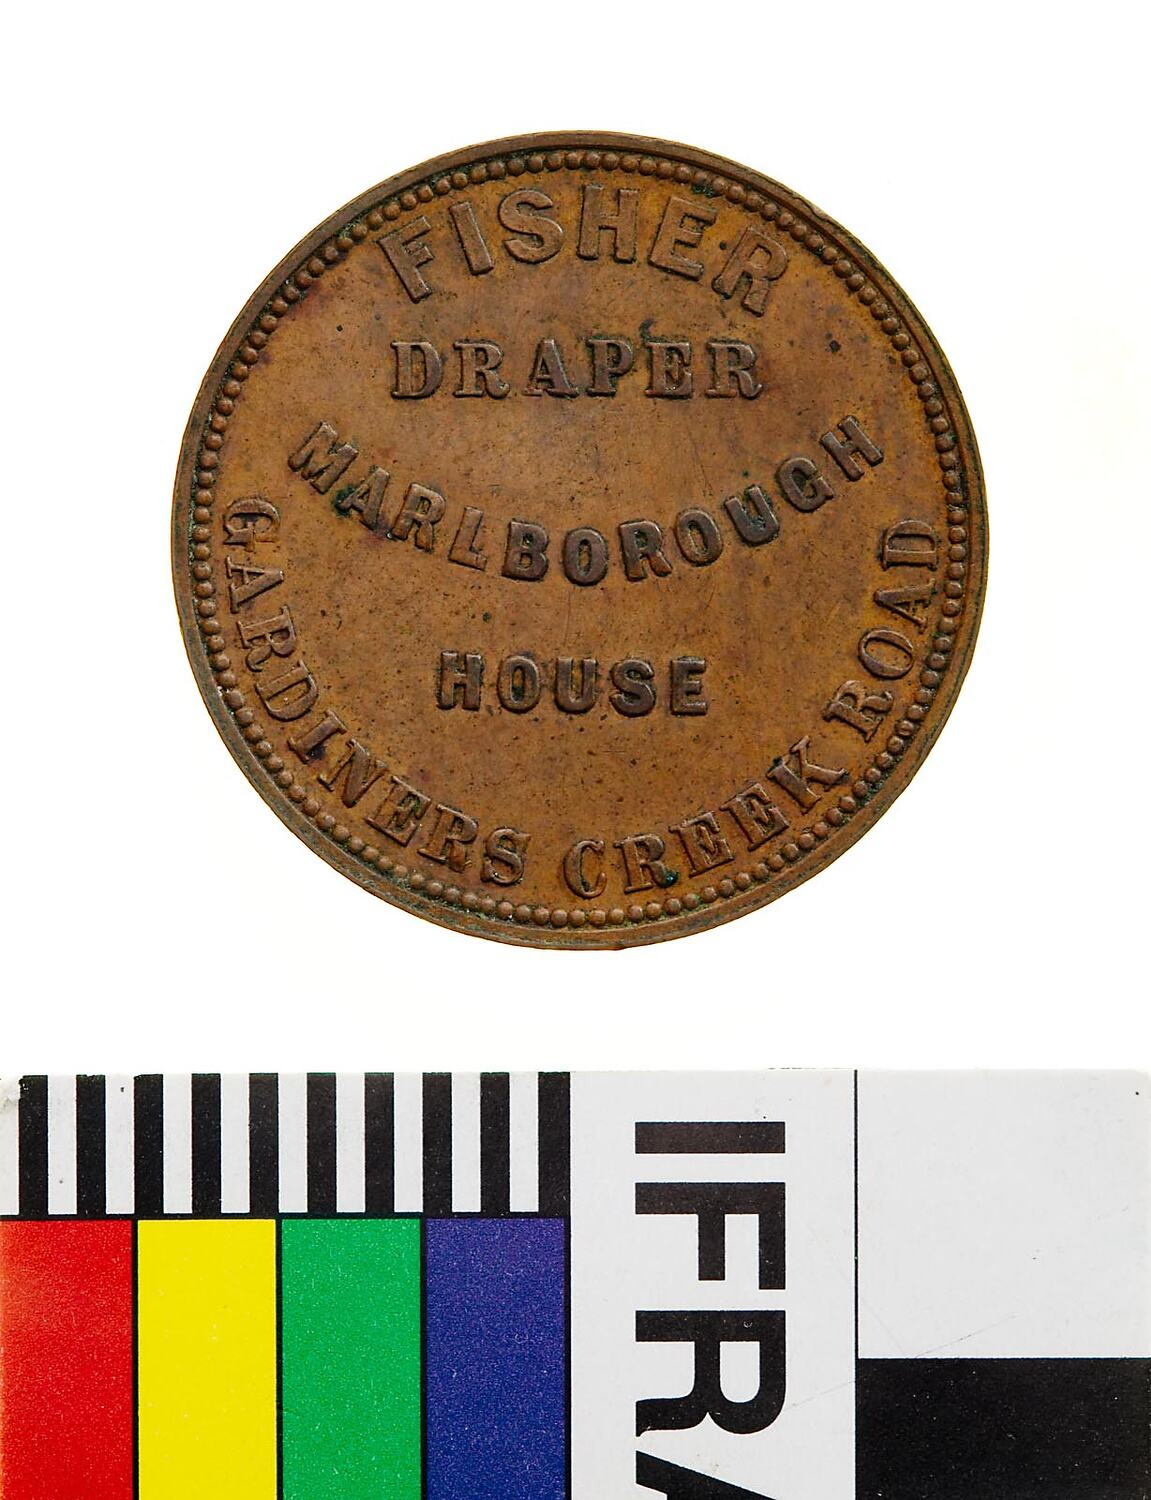 FISHER
DRAPER
MARLBOROUGH
HOUSE
GARDINERS CREEK ROAD
IFRA